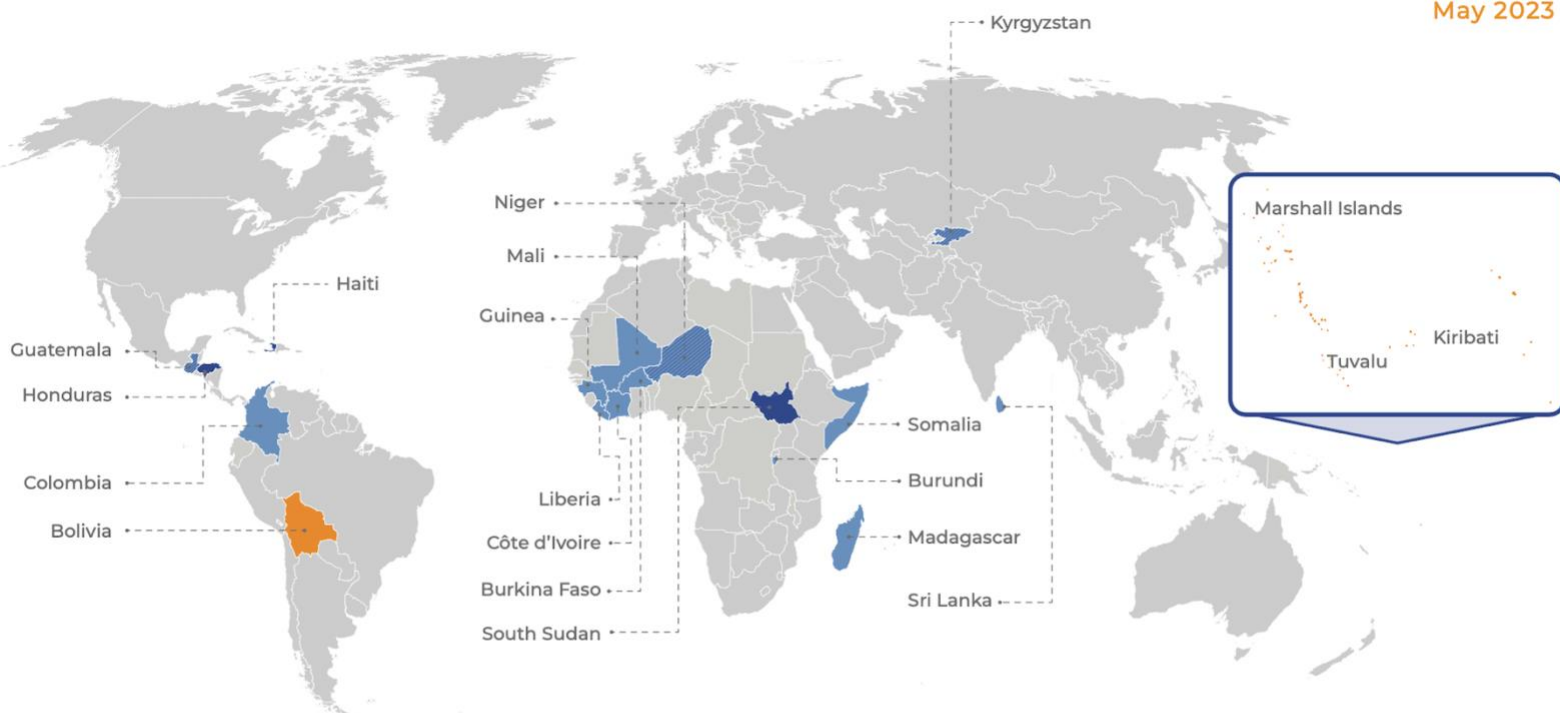 May 2023
Kyrgyzstan
Niger
Marshall Islands
Mali
Haiti
Guinea
Kiribati
Guatemala
Tuvalu
Honduras
Somalia
Colombia
Burundi
Liberia
Bolivia
Côte d'Ivoire
Madagascar
Burkina Faso
Sri Lanka
South Sudan